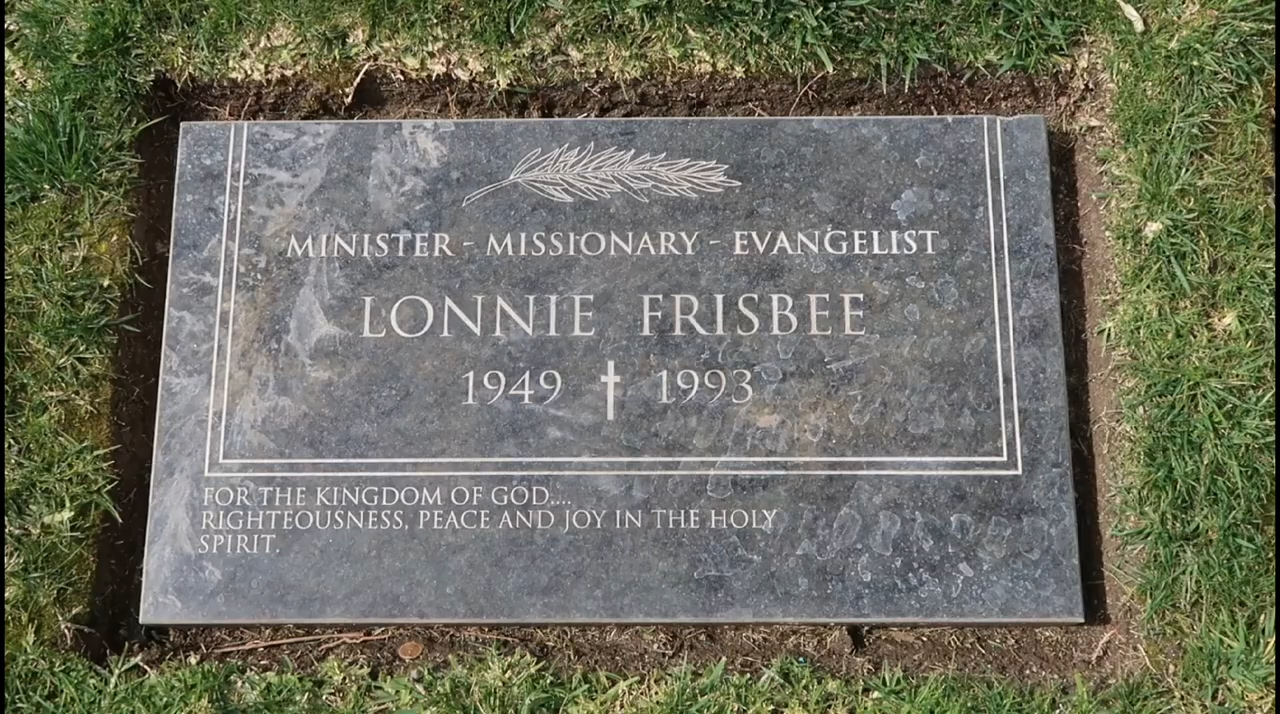 MINISTER - MISSIONARY - EVANGELIST
LONNIE FRISBEE
1949 1993
FOR THE KINGDOM OF GOD....
RIGHTEOUSNESS, PEACE AND JOY IN THE HOLY
SPIRIT.